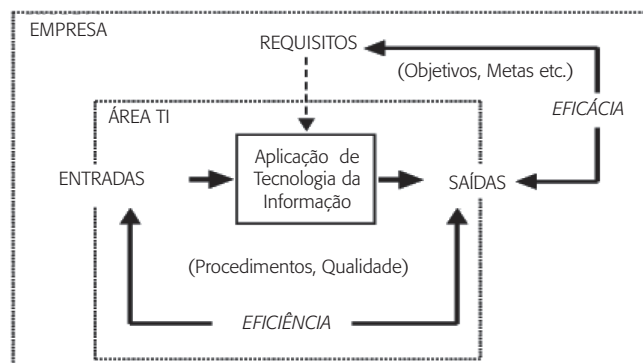 EMPRESA
REQUISITOS
(Objetivos, Metas etc.)
EFICÁCIA
ÁREA TI
ENTRADAS
Aplicação de
Tecnologia da
Informação
SAÍDAS
(Procedimentos, Qualidade)
EFICIÊNCIA